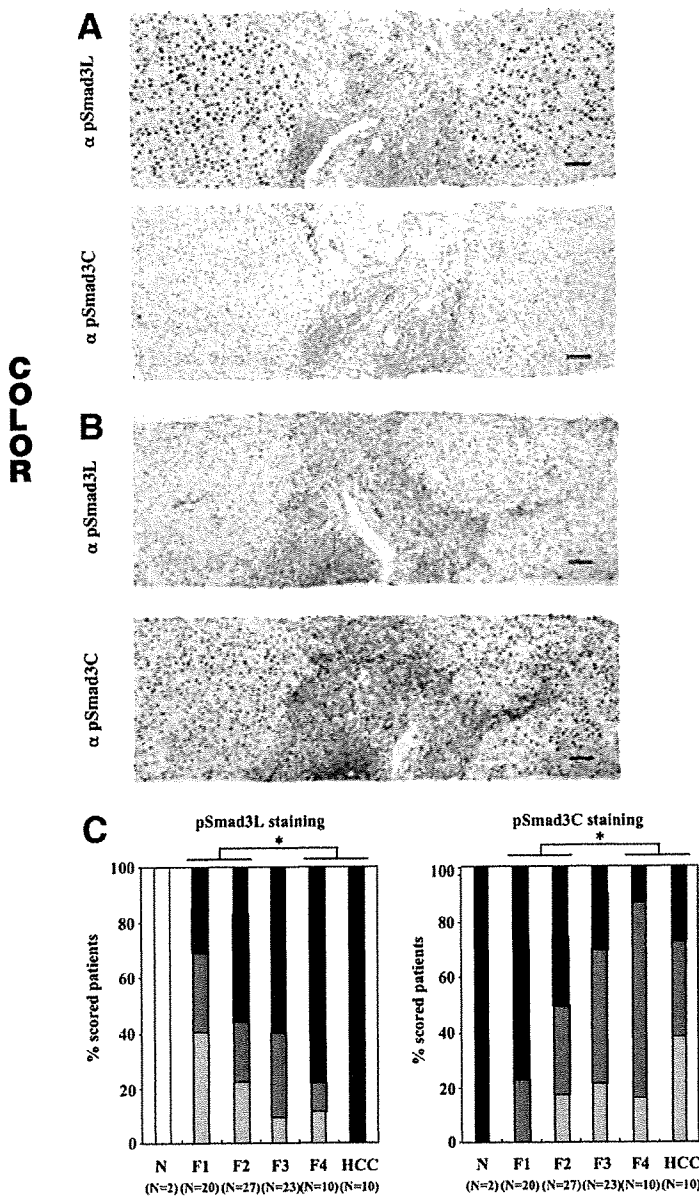 A
α pSmad3L
α pSmad3C
COLOR
B
α pSmad3L
α pSmad3C
C
pSmad3L staining
*
% scored patients
100
80
60
40
20
0
N F1 F2 F3 F4 HCC
(N=2) (N=20) (N=27) (N=23) (N=10) (N=10)
pSmad3C staining
*
% scored patients
100
80
60
40
20
0
N F1 F2 F3 F4 HCC
(N=2) (N=20) (N=27) (N=23) (N=10) (N=10)